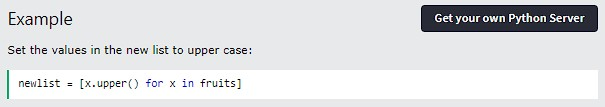 Example
Get your own Python Server
Set the values in the new list to upper case:
newlist = [x.upper() for x in fruits]